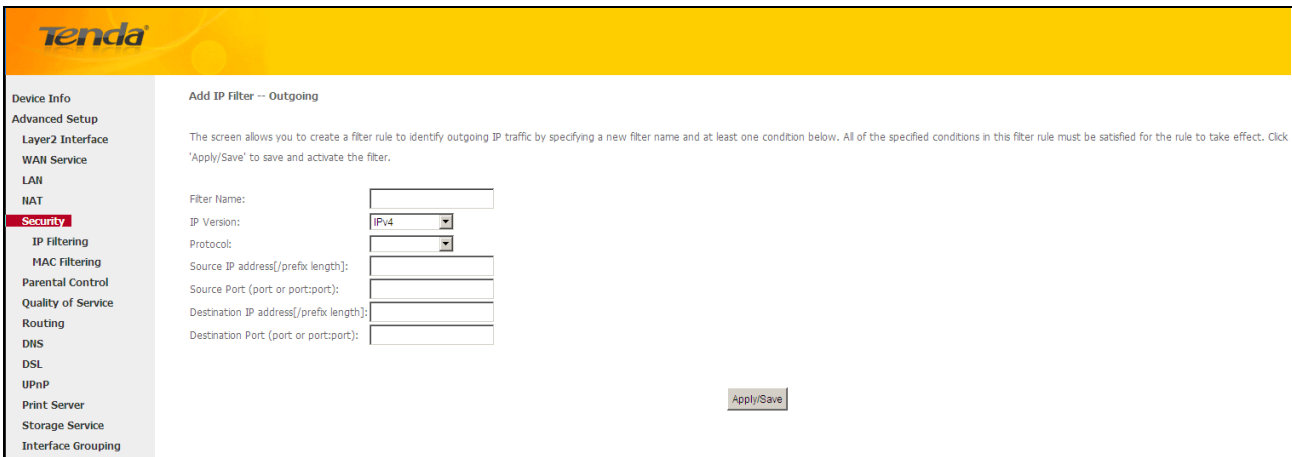 Tenda
Device Info
Advanced Setup
Layer2 Interface
WAN Service
LAN
NAT
Security
IP Filtering
MAC Filtering
Parental Control
Quality of Service
Routing
DNS
DSL
UPnP
Print Server
Storage Service
Interface Grouping
Add IP Filter -- Outgoing
The screen allows you to create a filter rule to identify outgoing IP traffic by specifying a new filter name and at least one condition below. All of the specified conditions in this filter rule must be satisfied for the rule to take effect. Click
'Apply/Save' to save and activate the filter.
Filter Name:
IP Version: IPv4
Protocol:
Source IP address[/prefix length]:
Source Port (port or port:port):
Destination IP address[/prefix length]:
Destination Port (port or port:port):
Apply/Save